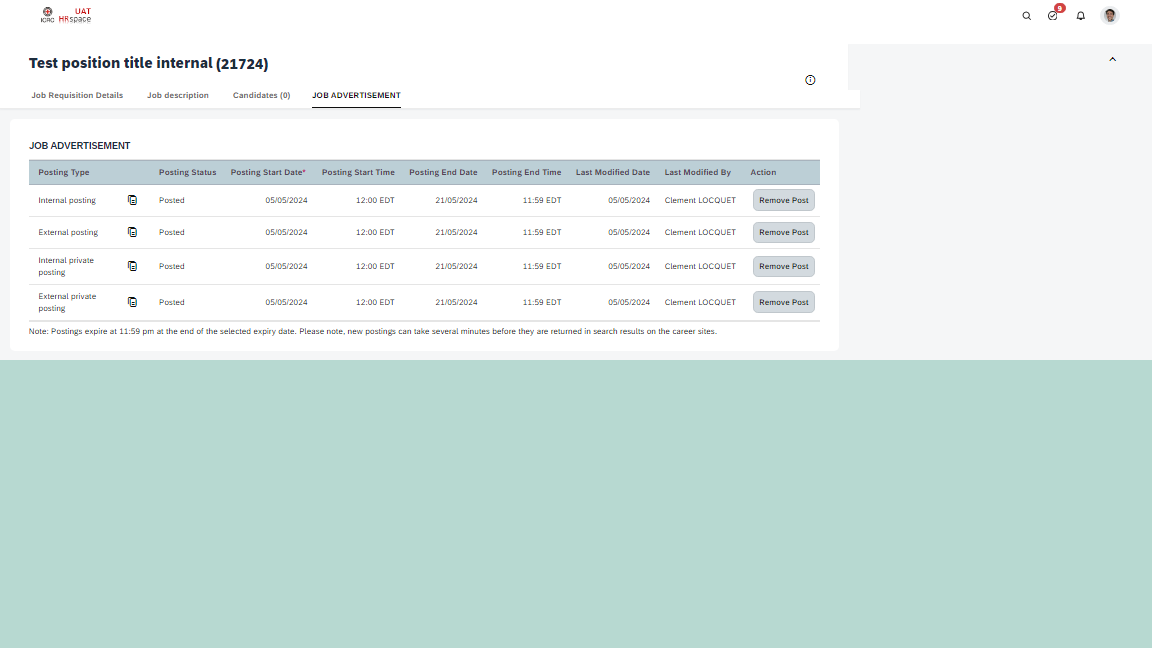 ICRC UAT
HRspace
9
Test position title internal (21724)
Job Requisition Details Job description Candidates (0) JOB ADVERTISEMENT
JOB ADVERTISEMENT
Posting Type Posting Status Posting Start Date* Posting Start Time Posting End Date Posting End Time Last Modified Date Last Modified By Action
Internal posting Posted 05/05/2024 12:00 EDT 21/05/2024 11:59 EDT 05/05/2024 Clement LOCQUET Remove Post
External posting Posted 05/05/2024 12:00 EDT 21/05/2024 11:59 EDT 05/05/2024 Clement LOCQUET Remove Post
Internal private
posting Posted 05/05/2024 12:00 EDT 21/05/2024 11:59 EDT 05/05/2024 Clement LOCQUET Remove Post
External private
posting Posted 05/05/2024 12:00 EDT 21/05/2024 11:59 EDT 05/05/2024 Clement LOCQUET Remove Post
Note: Postings expire at 11:59 pm at the end of the selected expiry date. Please note, new postings can take several minutes before they are returned in search results on the career sites.